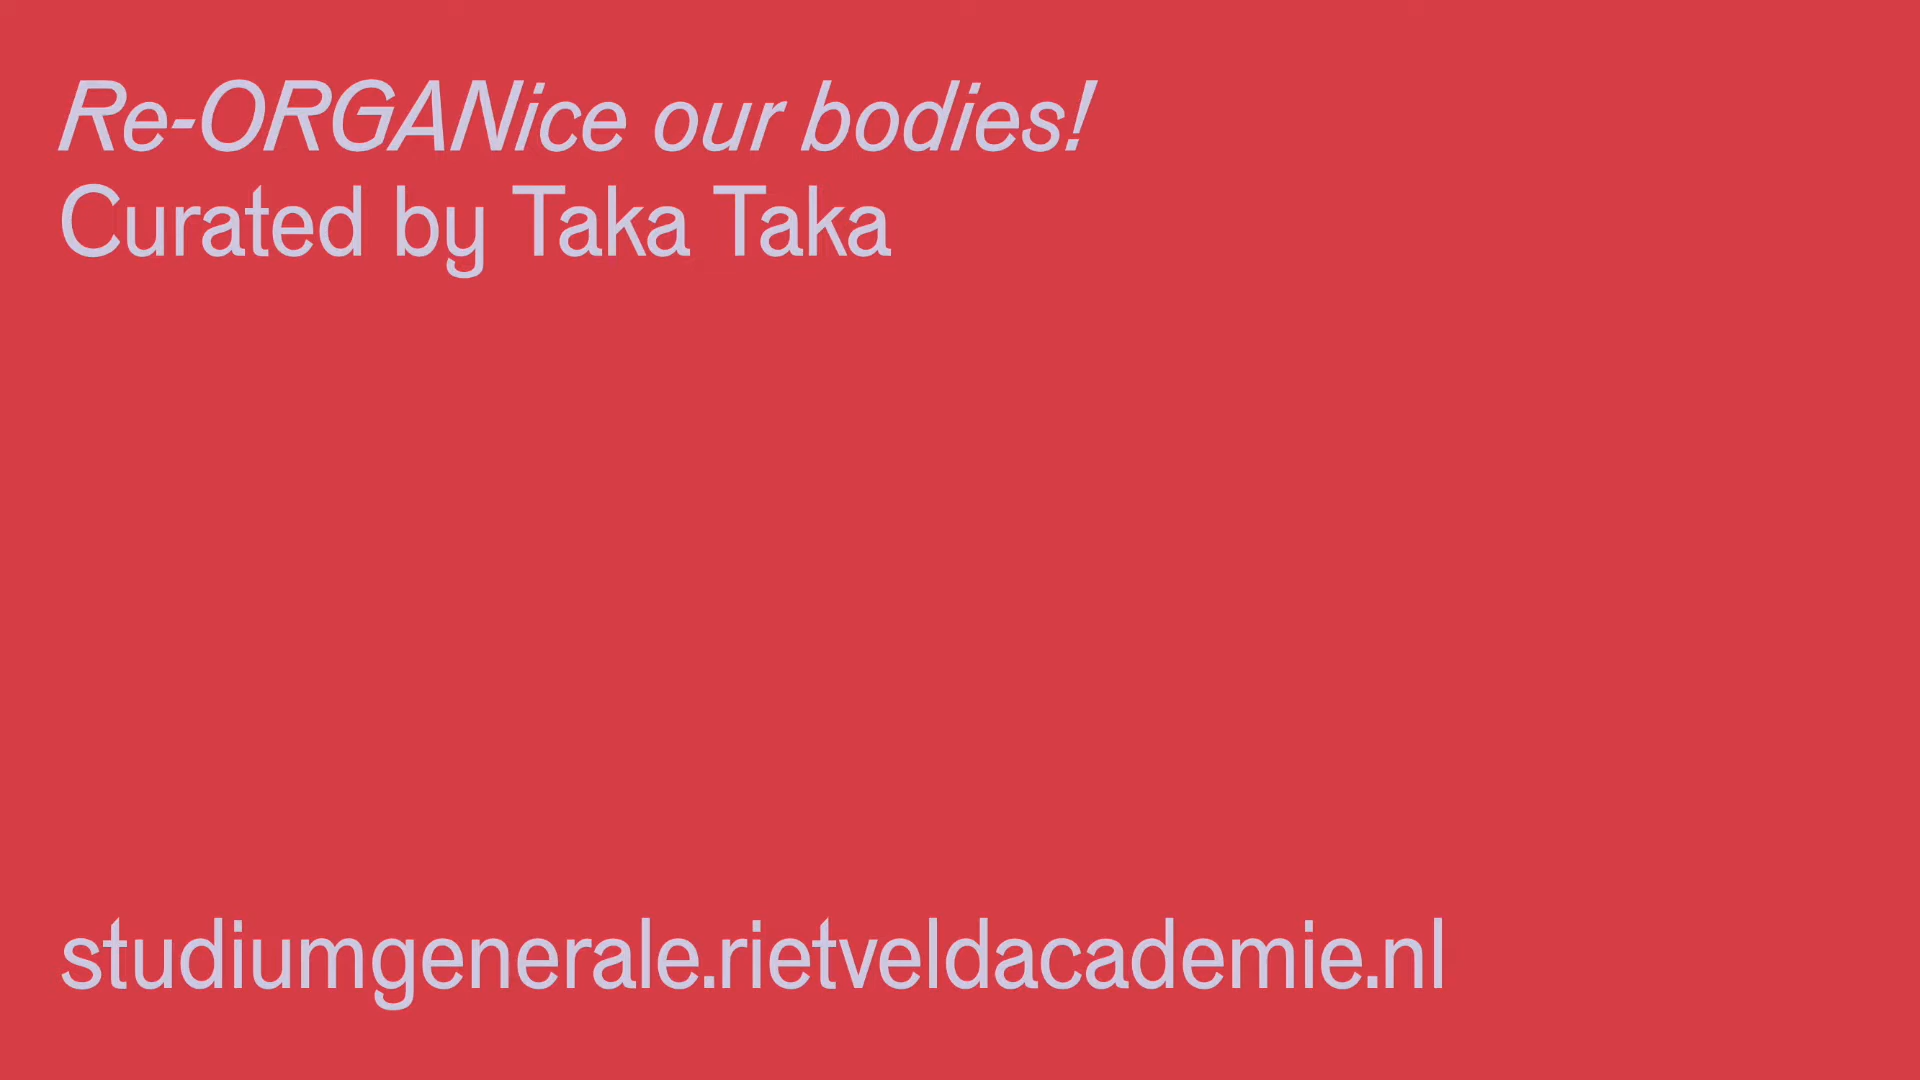 Re-ORGANice our bodies!
Curated by Taka Taka
studiumgenerale.rietveldacademie.nl